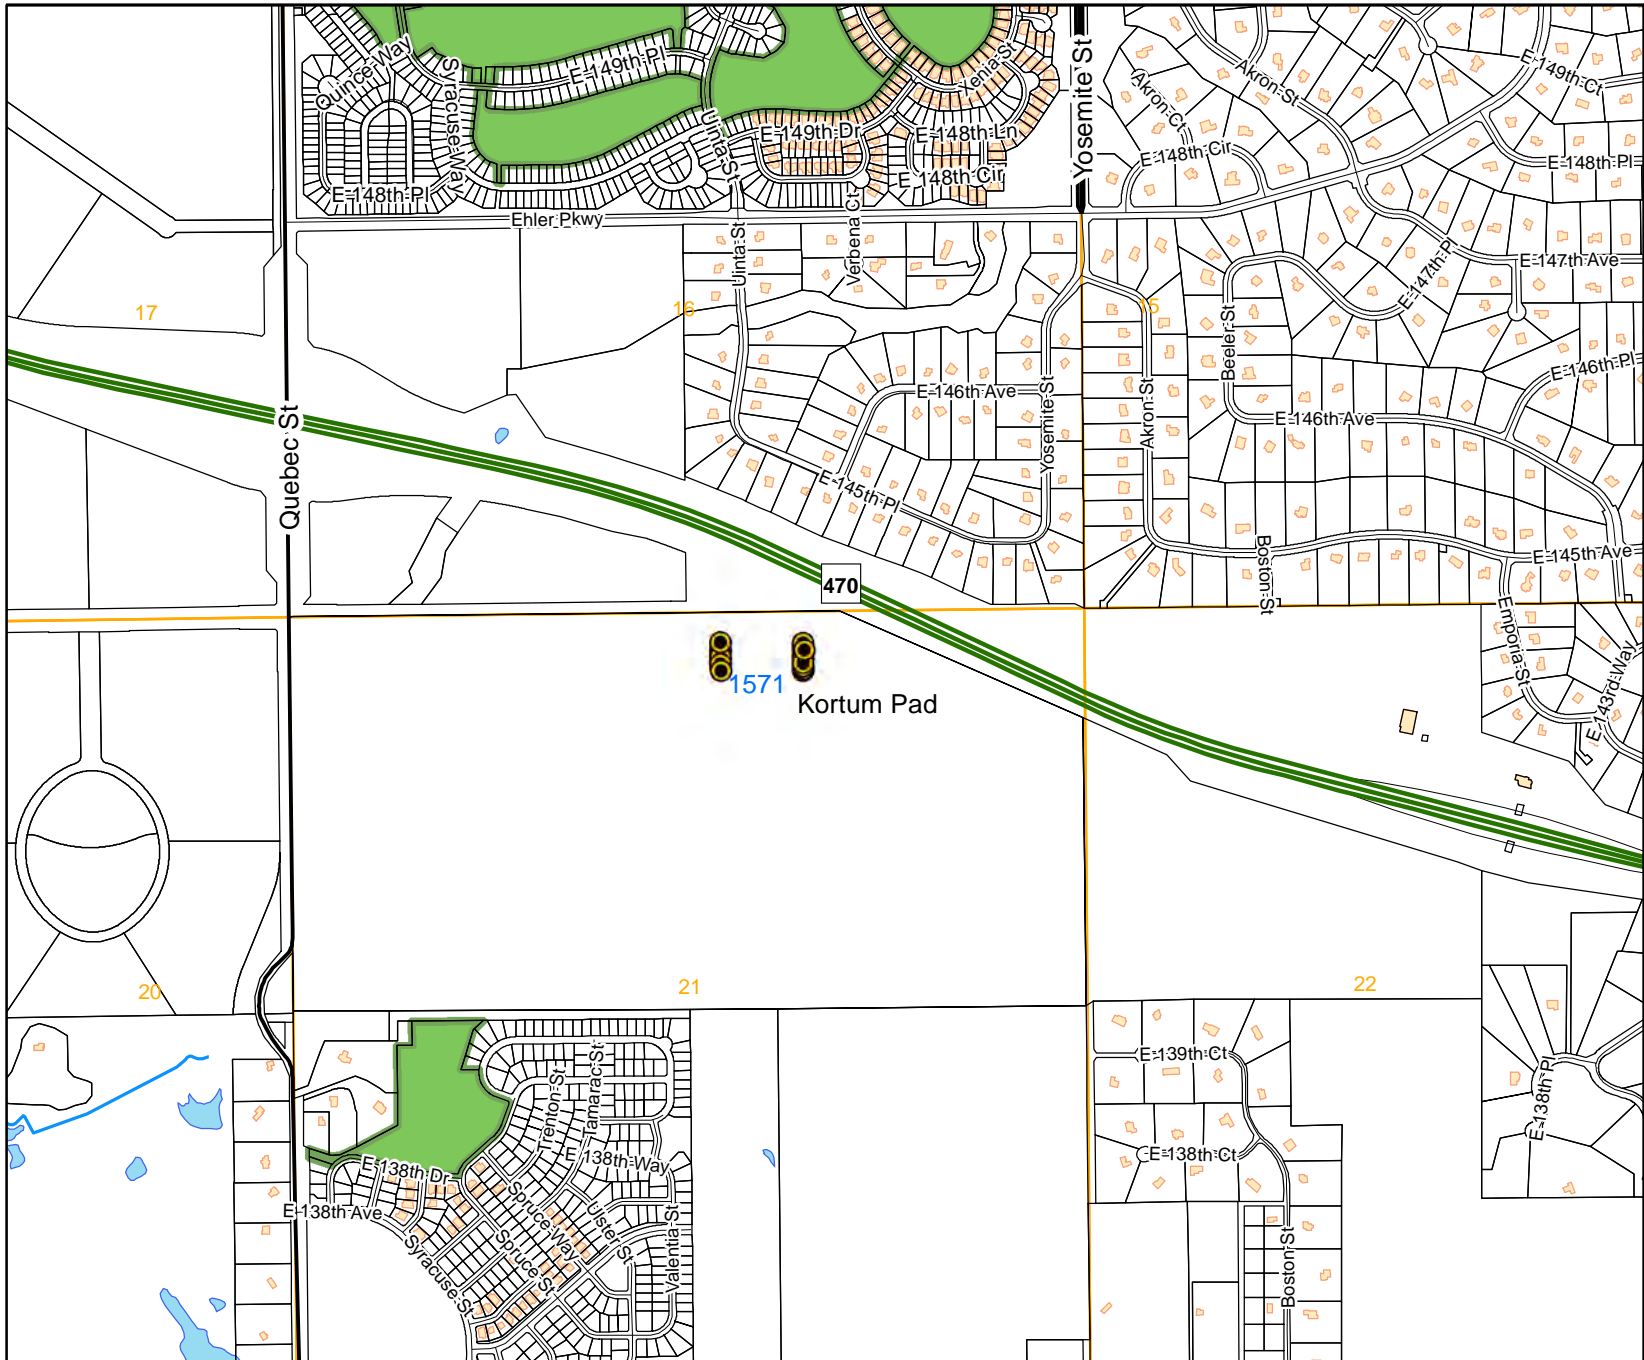 E 149th Pl
Quince Way
Syracuse Way
E 148th Pl
Uinta St
E 149th Dr
Xenia St
E 148th Ln
E 148th Cir
Yosemite St
Akron St
Akron Ct
E 148th Cir
E 149th Ct
E 148th Pl
Ehler Pkwy
Uinta St
Verbena Ct
E 147th Pl
E 147th Ave
17
16
15
Beeler St
E 146th Pl
Quebec St
E 146th Ave
Yosemite St
Akron St
E 146th Ave
E 145th Pl
Boston St
E 145th Ave
470
Emporia St
E 143rd Way
1571
Kortum Pad
20
21
22
E 139th Ct
Trenton St
Tamarac St
E 138th Pl
E 138th Way
E 138th Dr
E 138th Ct
E 138th Ave
Spruce Way
Ulster St
Valentia St
Syracuse St
Spruce St
Boston St